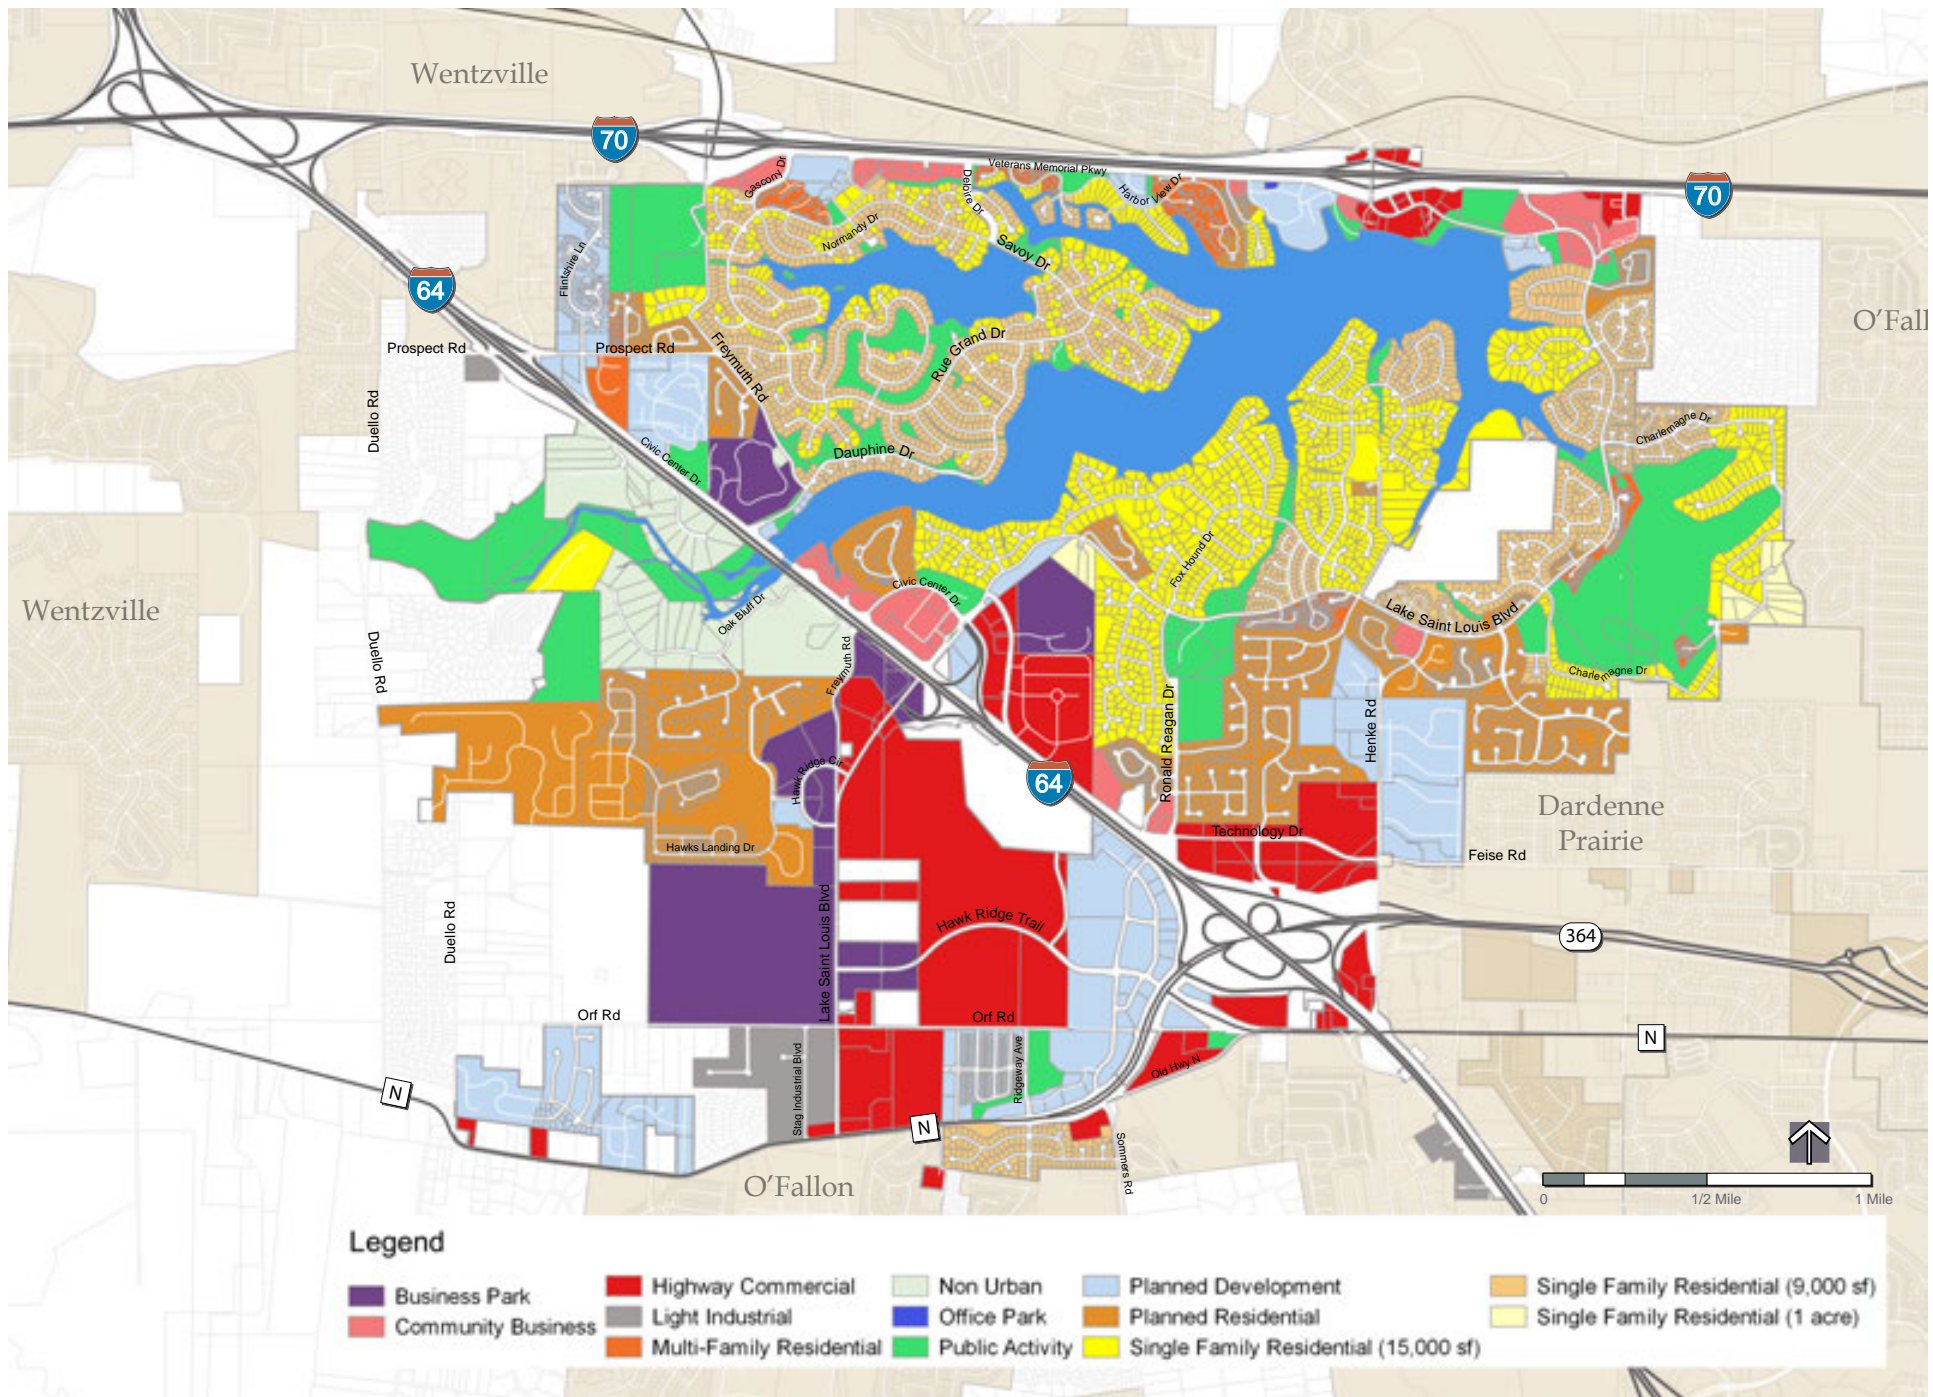 Wentzville
70
Gascony Dr
Veterans Memorial Pkwy
Deloire Dr
Harbor View Dr
70
Normandy Dr
Savoy Dr
Flintshire Ln
64
O'Fall
Prospect Rd
Prospect Rd
Freymuth Rd
Rue Grand Dr
Duello Rd
Charlemagne Dr
Civic Center Dr
Dauphine Dr
Fox Hound Dr
Wentzville
Civic Center Dr
Oak Bluff Dr
Lake Saint Louis Blvd
Duello Rd
Freymuth Rd
Charlemagne Dr
Ronald Reagan Dr
Henke Rd
Hawk Ridge Cir
64
Dardenne
Prairie
Technology Dr
Hawks Landing Dr
Feise Rd
Duello Rd
Lake Saint Louis Blvd
Hawk Ridge Trail
364
Orf Rd
Orf Rd
N
Stag Industrial Blvd
Ridgeway Ave
Old Hwy N
N
N
Sommers Rd
O'Fallon
0
1/2 Mile
1 Mile
Legend
Business Park
Community Business
Highway Commercial
Light Industrial
Multi-Family Residential
Non Urban
Office Park
Public Activity
Planned Development
Planned Residential
Single Family Residential (15,000 sf)
Single Family Residential (9,000 sf)
Single Family Residential (1 acre)